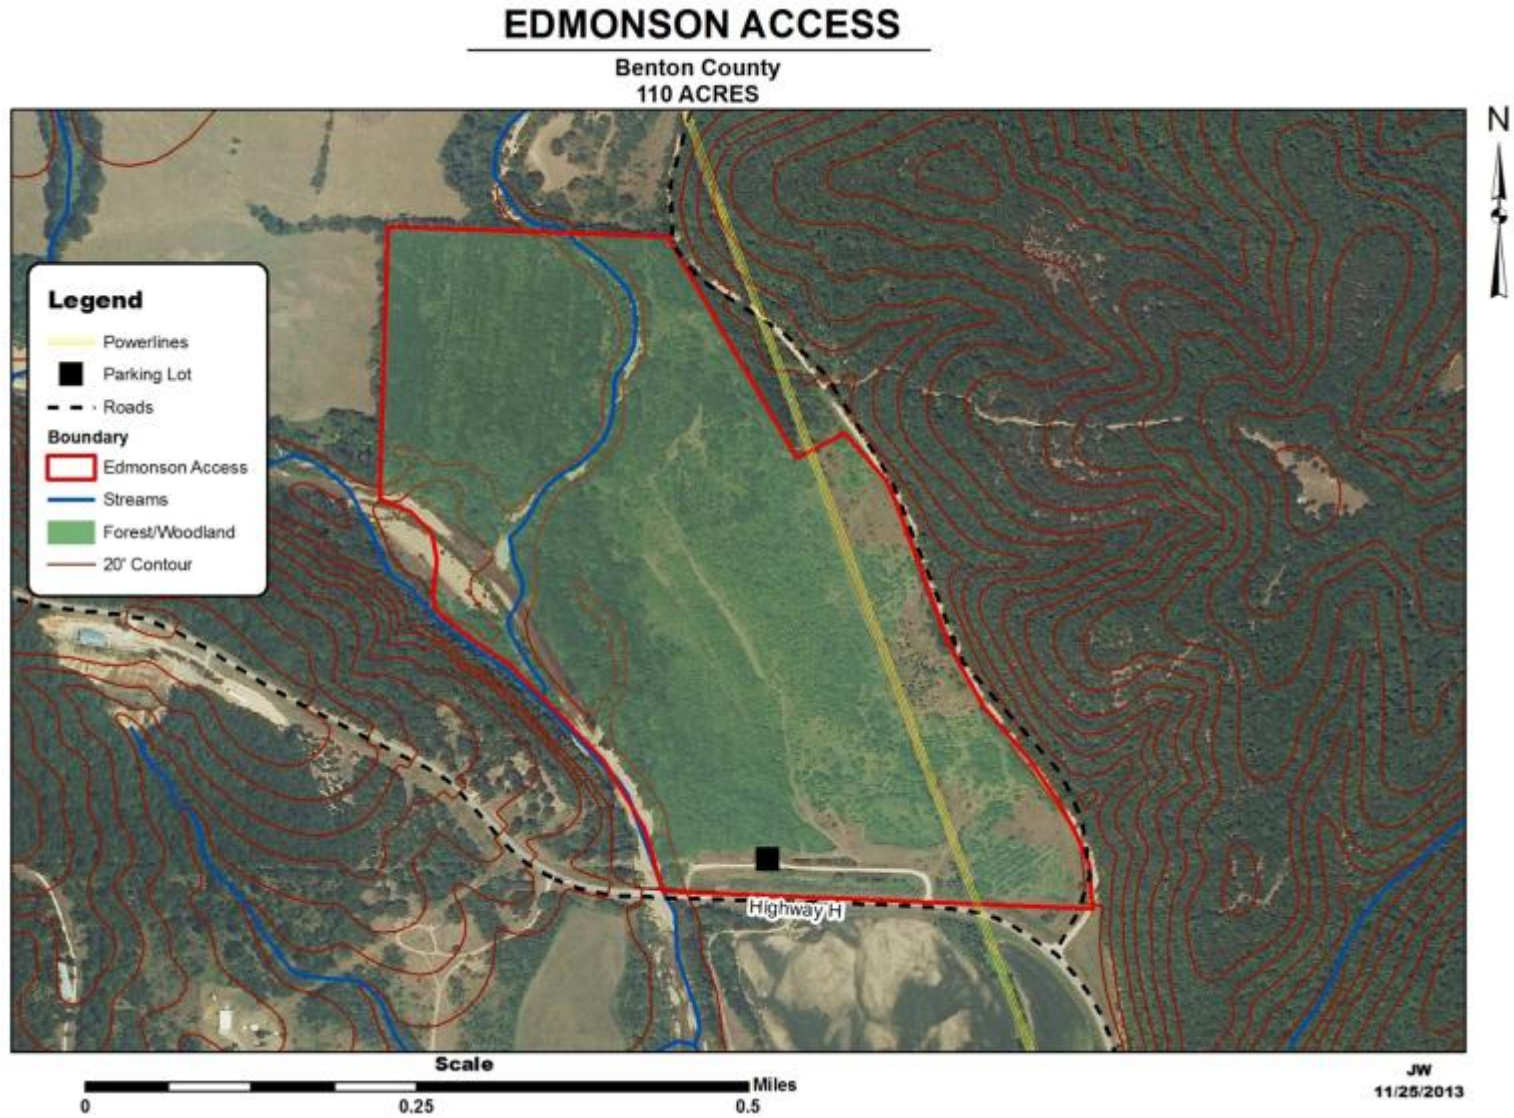 EDMONSON ACCESS
Benton County
110 ACRES
N
Legend
Powerlines
Parking Lot
Roads
Boundary
Edmonson Access
Streams
Forest/Woodland
20' Contour
Highway H
Scale
Miles
0
0.25
0.5
JW
11/25/2013